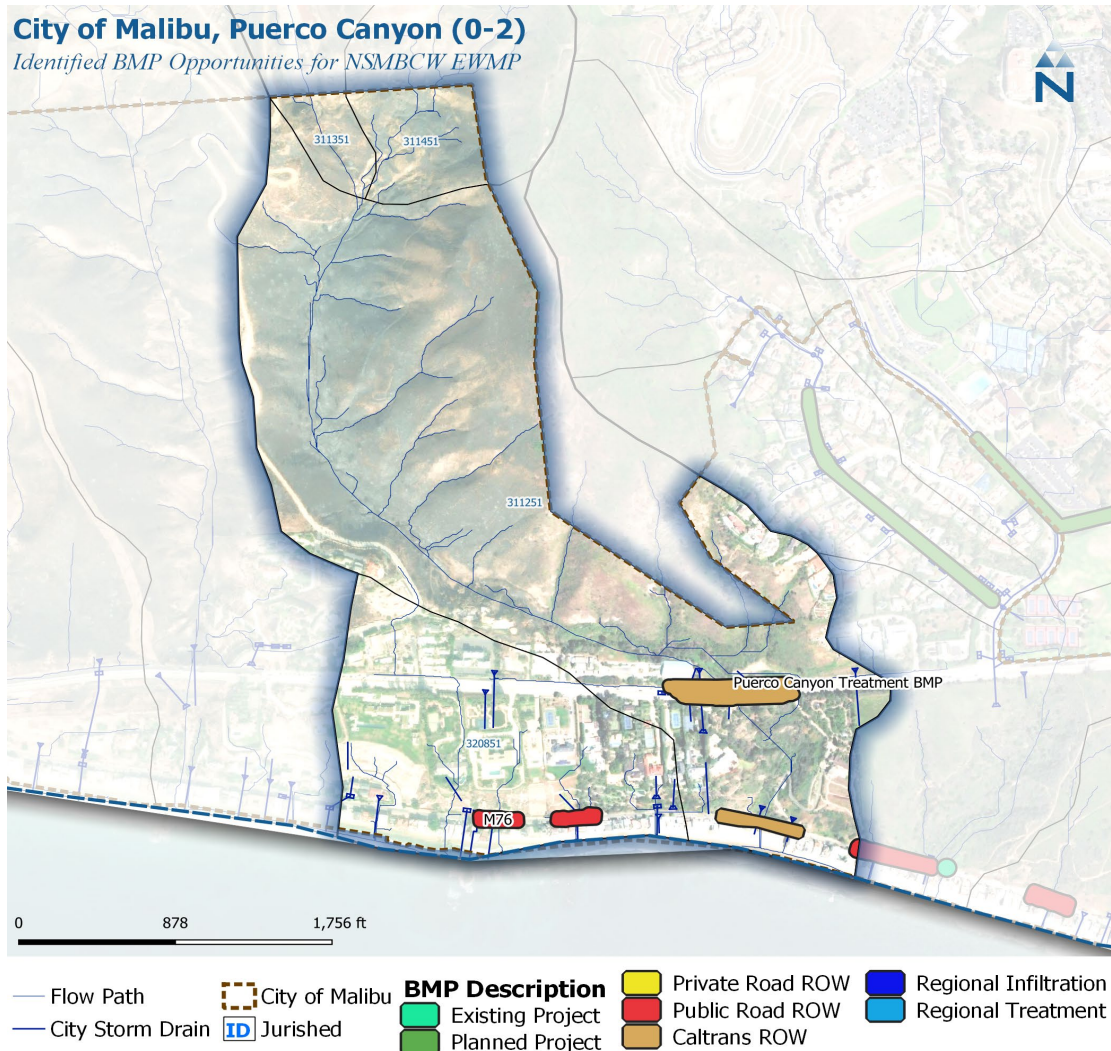 City of Malibu, Puerco Canyon (0-2)
Identified BMP Opportunities for NSMBCW EWMP
N
311351
311451
311251
Puerco Canyon Treatment BMP
320851
M76
0 878 1,756 ft
Flow Path
City Storm Drain
City of Malibu
ID Jurished
BMP Description
Existing Project
Planned Project
Private Road ROW
Public Road ROW
Caltrans ROW
Regional Infiltration
Regional Treatment